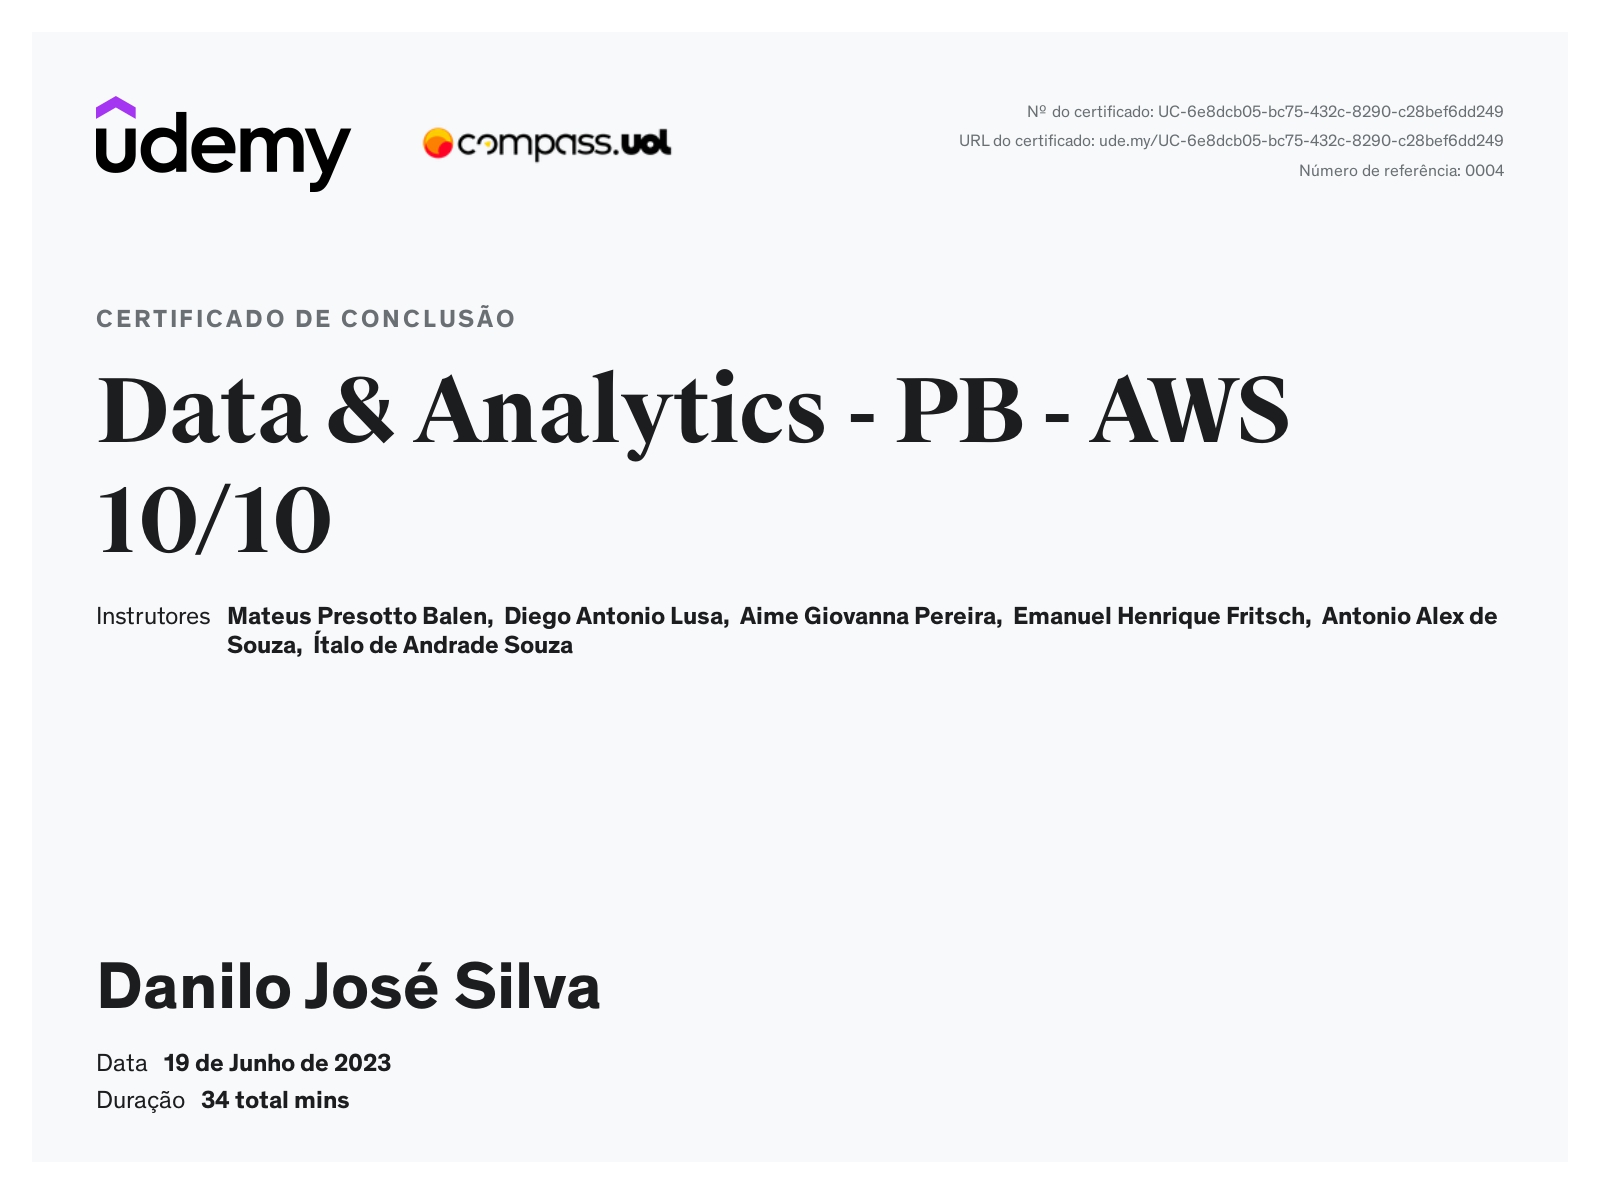 udemy
compass.uol
Nº do certificado: UC-6e8dcb05-bc75-432c-8290-c28bef6dd249
URL do certificado: ude.my/UC-6e8dcb05-bc75-432c-8290-c28bef6dd249
Número de referência: 0004
CERTIFICADO DE CONCLUSÃO
Data & Analytics - PB - AWS
10/10
Instrutores Mateus Presotto Balen, Diego Antonio Lusa, Aime Giovanna Pereira, Emanuel Henrique Fritsch, Antonio Alex de
Souza, Ítalo de Andrade Souza
Danilo José Silva
Data 19 de Junho de 2023
Duração 34 total mins